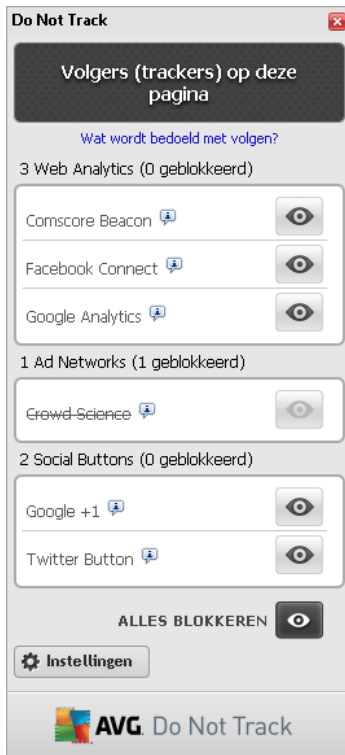 Do Not Track
Volgers (trackers) op deze
pagina
Wat wordt bedoeld met volgen?
3 Web Analytics (0 geblokkeerd)
Comscore Beacon
Facebook Connect
Google Analytics
1 Ad Networks (1 geblokkeerd)
Crowd Science
2 Social Buttons (0 geblokkeerd)
Google +1
Twitter Button
ALLES BLOKKEREN
Instellingen
AVG. Do Not Track